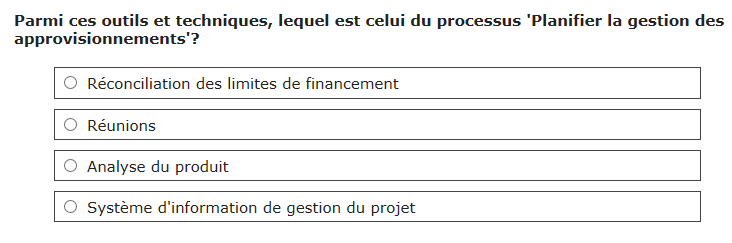 Parmi ces outils et techniques, lequel est celui du processus 'Planifier la gestion des
approvisionnements'?
Réconciliation des limites de financement
Réunions
Analyse du produit
Système d'information de gestion du projet